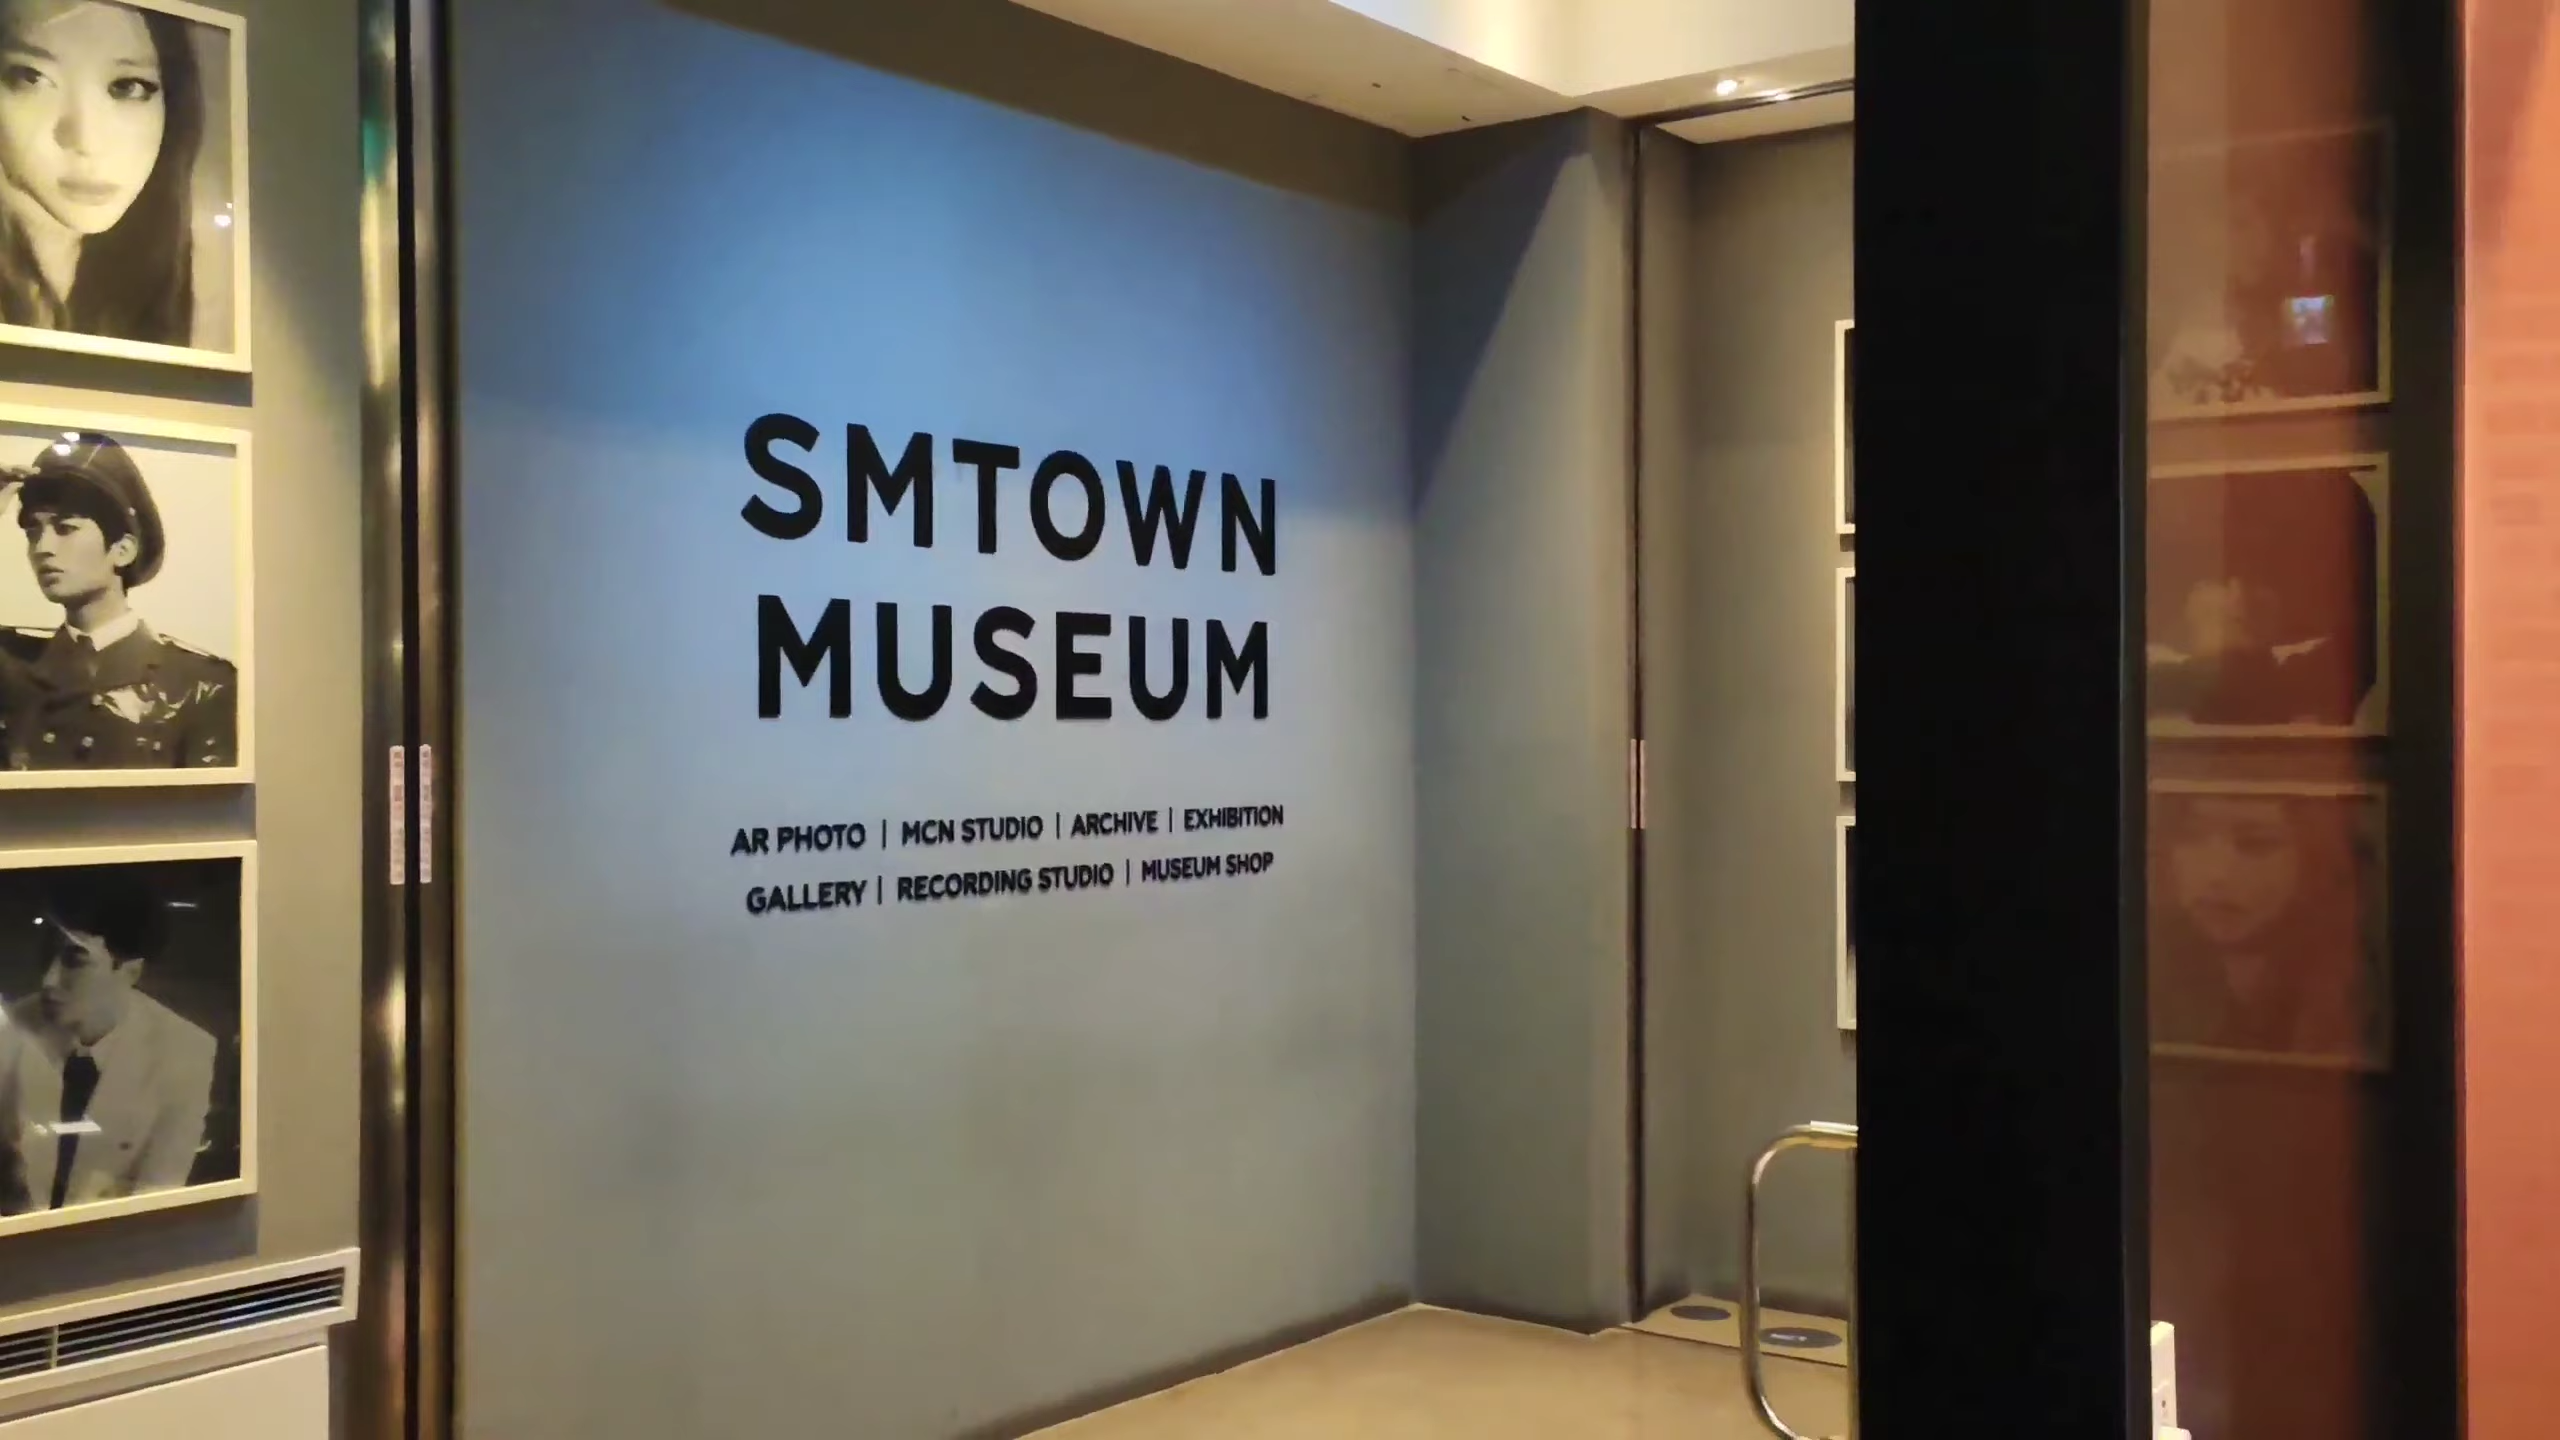 SMTOWN
MUSEUM
AR PHOTO | MCN STUDIO | ARCHIVE | EXHIBITION
GALLERY | RECORDING STUDIO | MUSEUM SHOP